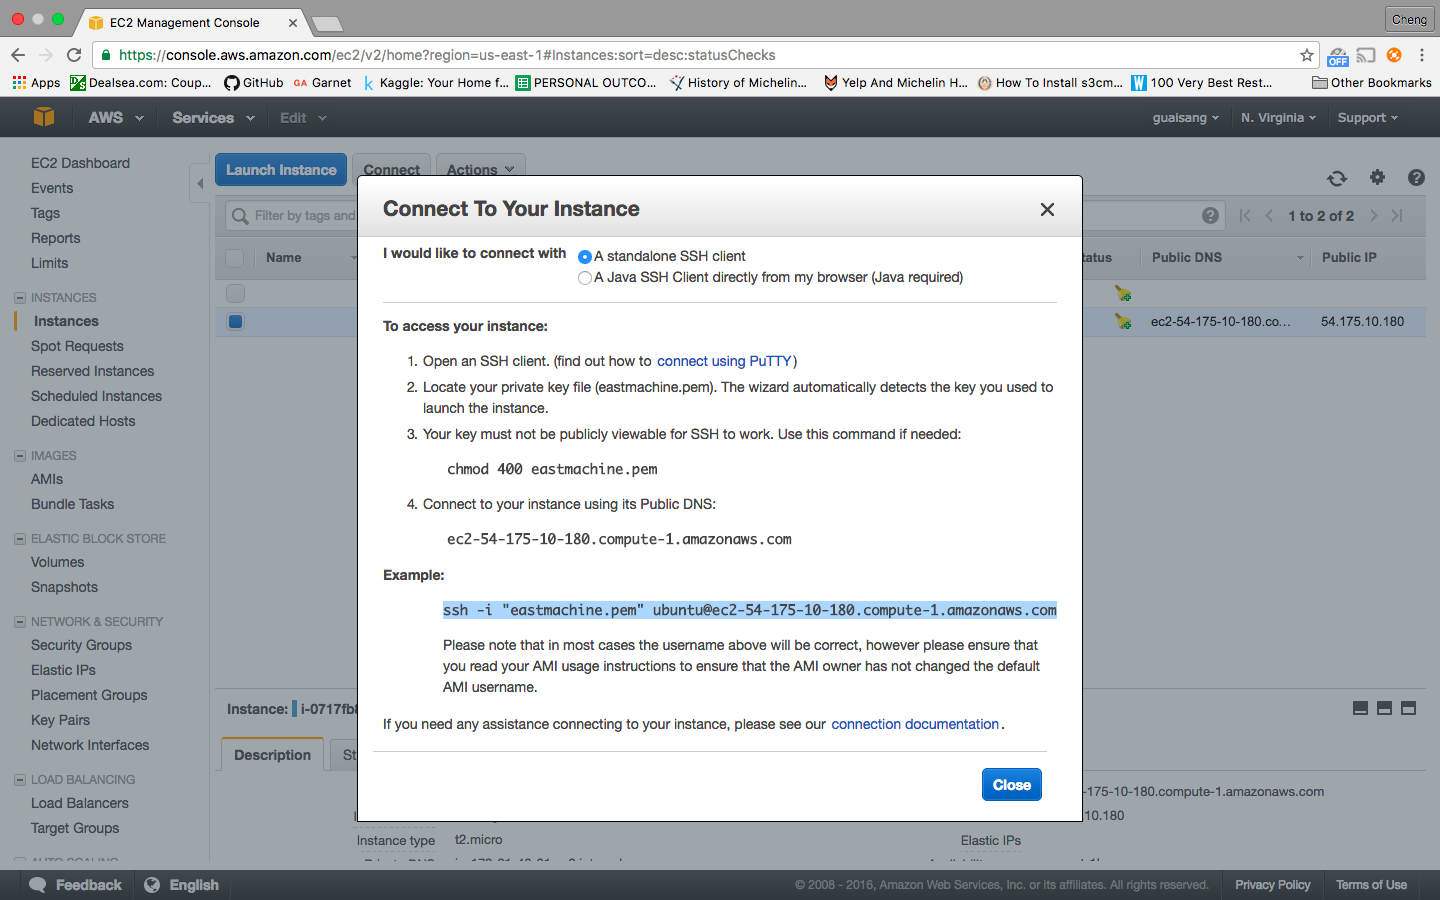 EC2 Management Console
Cheng
https://console.aws.amazon.com/ec2/v2/home?region=us-east-1#Instances:sort=desc:statusChecks
OFF
Apps
Dealsea.com: Coup...
GitHub
GA Garnet
k Kaggle: Your Home f...
PERSONAL OUTCO...
History of Michelin...
Yelp And Michelin H...
How To Install s3cm...
W 100 Very Best Rest...
Other Bookmarks
AWS
Services
Edit
guaisang
N. Virginia
Support
EC2 Dashboard
Events
Tags
Reports
Limits
INSTANCES
Instances
Spot Requests
Reserved Instances
Scheduled Instances
Dedicated Hosts
IMAGES
AMIs
Bundle Tasks
ELASTIC BLOCK STORE
Volumes
Snapshots
NETWORK & SECURITY
Security Groups
Elastic IPs
Placement Groups
Key Pairs
Network Interfaces
LOAD BALANCING
Load Balancers
Target Groups
AUTO SCALING
Launch Instance
Connect
Actions
Filter by tags and
1 to 2 of 2
Name
tatus
Public DNS
Public IP
ec2-54-175-10-180.co...
54.175.10.180
Connect To Your Instance
I would like to connect with
A standalone SSH client
A Java SSH Client directly from my browser (Java required)
To access your instance:
1. Open an SSH client. (find out how to connect using PuTTY)
2. Locate your private key file (eastmachine.pem). The wizard automatically detects the key you used to
launch the instance.
3. Your key must not be publicly viewable for SSH to work. Use this command if needed:
chmod 400 eastmachine.pem
4. Connect to your instance using its Public DNS:
ec2-54-175-10-180.compute-1.amazonaws.com
Example:
ssh -i "eastmachine.pem" ubuntu@ec2-54-175-10-180.compute-1.amazonaws.com
Please note that in most cases the username above will be correct, however please ensure that
you read your AMI usage instructions to ensure that the AMI owner has not changed the default
AMI username.
If you need any assistance connecting to your instance, please see our connection documentation.
Close
Instance:
i-0717fb8
Description
St
-175-10-180.compute-1.amazonaws.com
10.180
Instance type
t2.micro
Elastic IPs
Feedback
English
© 2008 - 2016, Amazon Web Services, Inc. or its affiliates. All rights reserved.
Privacy Policy
Terms of Use